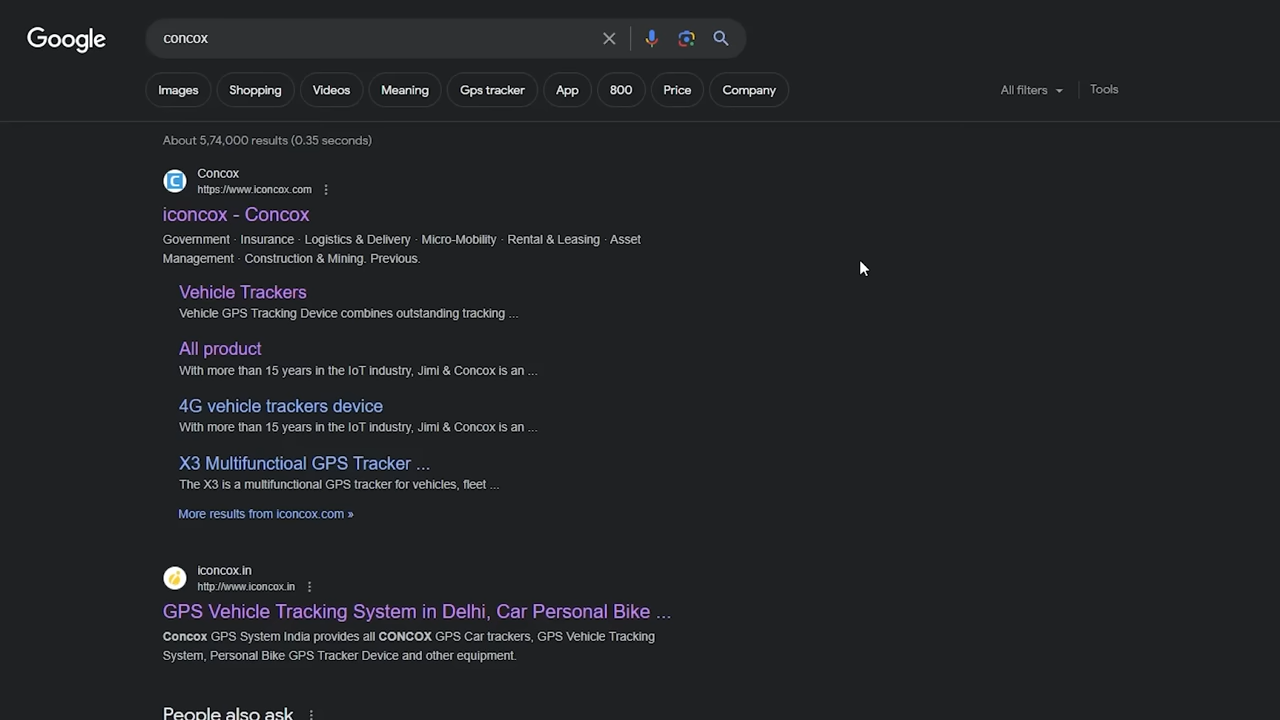 Google
concox
Images
Shopping
Videos
Meaning
Gps tracker
App
800
Price
Company
All filters
Tools
About 5,74,000 results (0.35 seconds)
Concox
https://www.iconcox.com
iconcox - Concox
Government · Insurance · Logistics & Delivery · Micro-Mobility · Rental & Leasing · Asset
Management · Construction & Mining. Previous.
Vehicle Trackers
Vehicle GPS Tracking Device combines outstanding tracking ...
All product
With more than 15 years in the IoT industry, Jimi & Concox is an ...
4G vehicle trackers device
With more than 15 years in the IoT industry, Jimi & Concox is an ...
X3 Multifunctioal GPS Tracker ...
The X3 is a multifunctional GPS tracker for vehicles, fleet ...
More results from iconcox.com »
iconcox.in
http://www.iconcox.in
GPS Vehicle Tracking System in Delhi, Car Personal Bike ...
Concox GPS System India provides all CONCOX GPS Car trackers, GPS Vehicle Tracking
System, Personal Bike GPS Tracker Device and other equipment.
People also ask